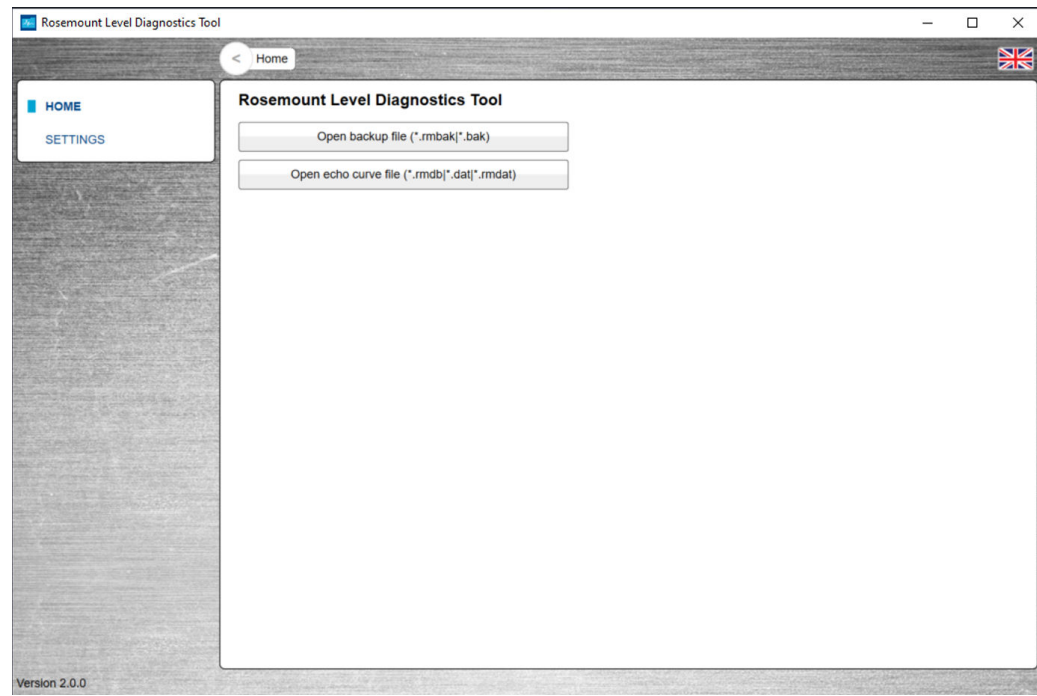 Rosemount Level Diagnostics Tool
< Home
HOME
SETTINGS
Rosemount Level Diagnostics Tool
Open backup file (*.rmbak|*.bak)
Open echo curve file (*.rmdb|*.dat|*.rmdat)
Version 2.0.0